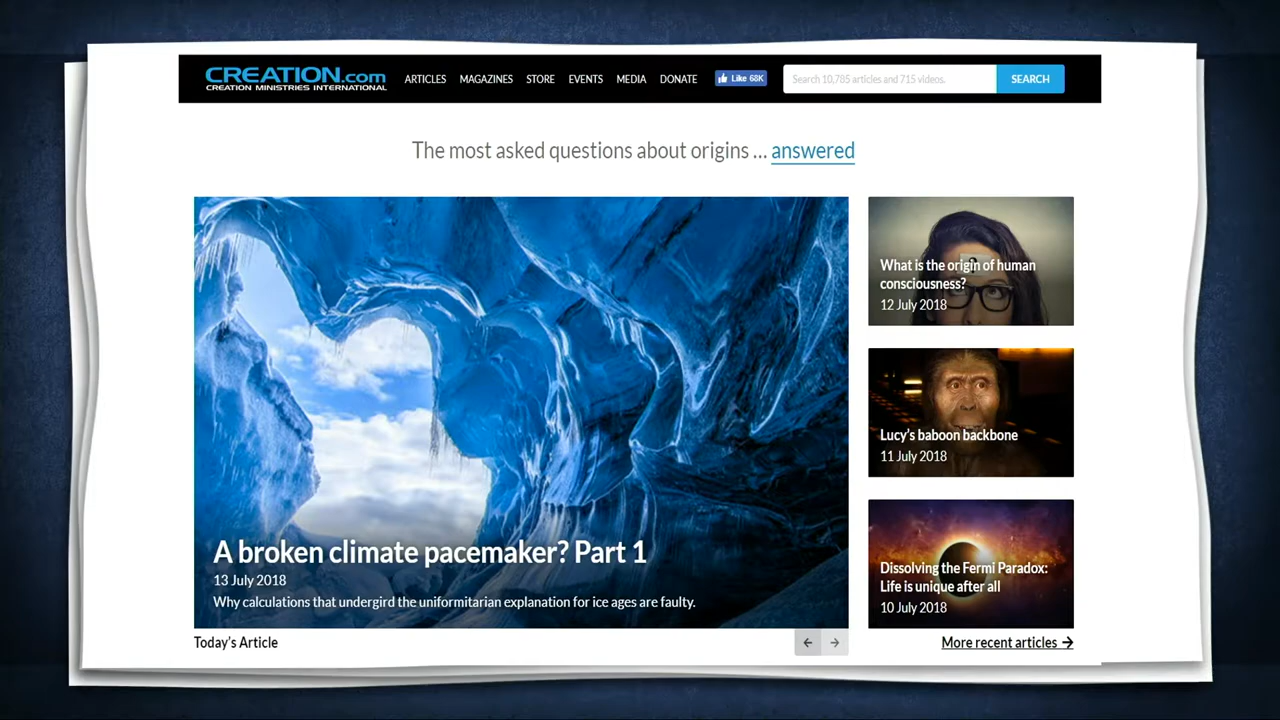 CREATION.com
CREATION MINISTRIES INTERNATIONAL
ARTICLES MAGAZINES STORE EVENTS MEDIA DONATE
Like 68K
Search 10,785 articles and 715 videos.
SEARCH
The most asked questions about origins ... answered
What is the origin of human
consciousness?
12 July 2018
Lucy's baboon backbone
11 July 2018
A broken climate pacemaker? Part 1
13 July 2018
Why calculations that undergird the uniformitarian explanation for ice ages are faulty.
Dissolving the Fermi Paradox:
Life is unique after all
10 July 2018
Today's Article
More recent articles →